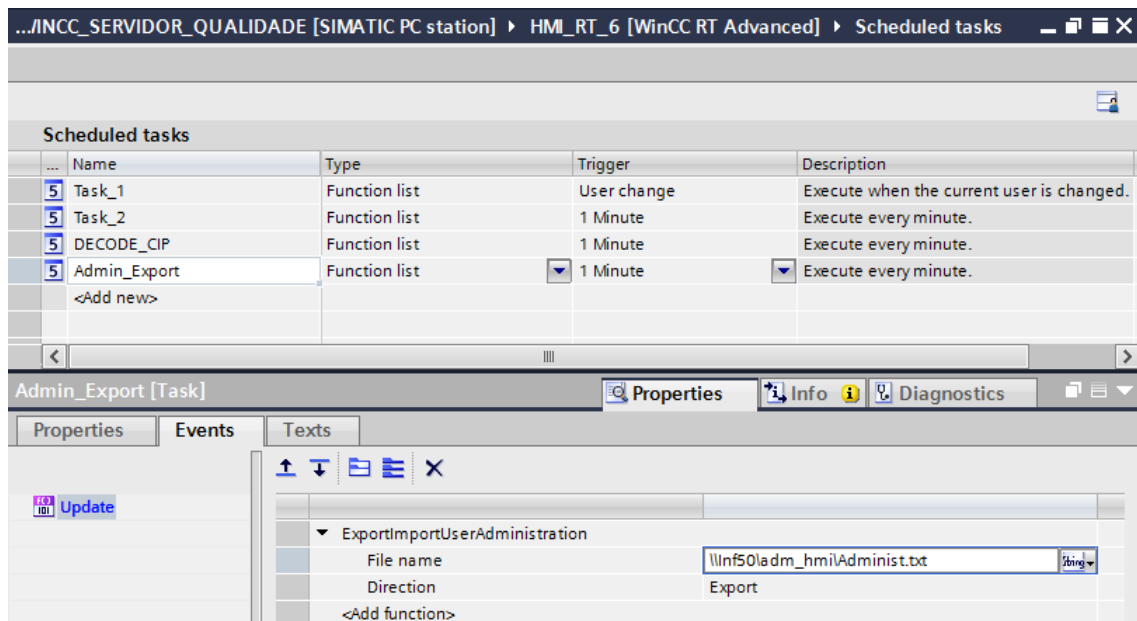 .../INCC_SERVIDOR_QUALIDADE [SIMATIC PC station] ▸ HMI_RT_6 [WinCC RT Advanced] ▸ Scheduled tasks
Scheduled tasks
... Name Type Trigger Description
Task_1 Function list User change Execute when the current user is changed.
Task_2 Function list 1 Minute Execute every minute.
DECODE_CIP Function list 1 Minute Execute every minute.
Admin_Export Function list 1 Minute Execute every minute.
<Add new>
Admin_Export [Task] Properties Info Diagnostics
Properties Events Texts
Update
ExportImportUserAdministration
File name \\Inf50\adm_hmi\Administ.txt String
Direction Export
<Add function>